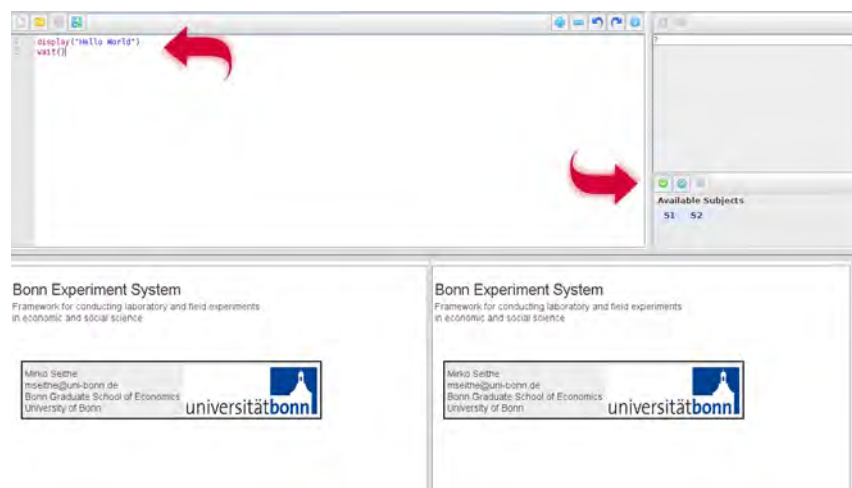 display("Hello World")
wait()
?
Available Subjects
S1 S2
Bonn Experiment System
Framework for conducting laboratory and field experiments
in economic and social science
Mirko Seithe
mseithe@uni-bonn.de
Bonn Graduate School of Economics
University of Bonn
universitätbonn
Bonn Experiment System
Framework for conducting laboratory and field experiments
in economic and social science
Mirko Seithe
mseithe@uni-bonn.de
Bonn Graduate School of Economics
University of Bonn
universitätbonn